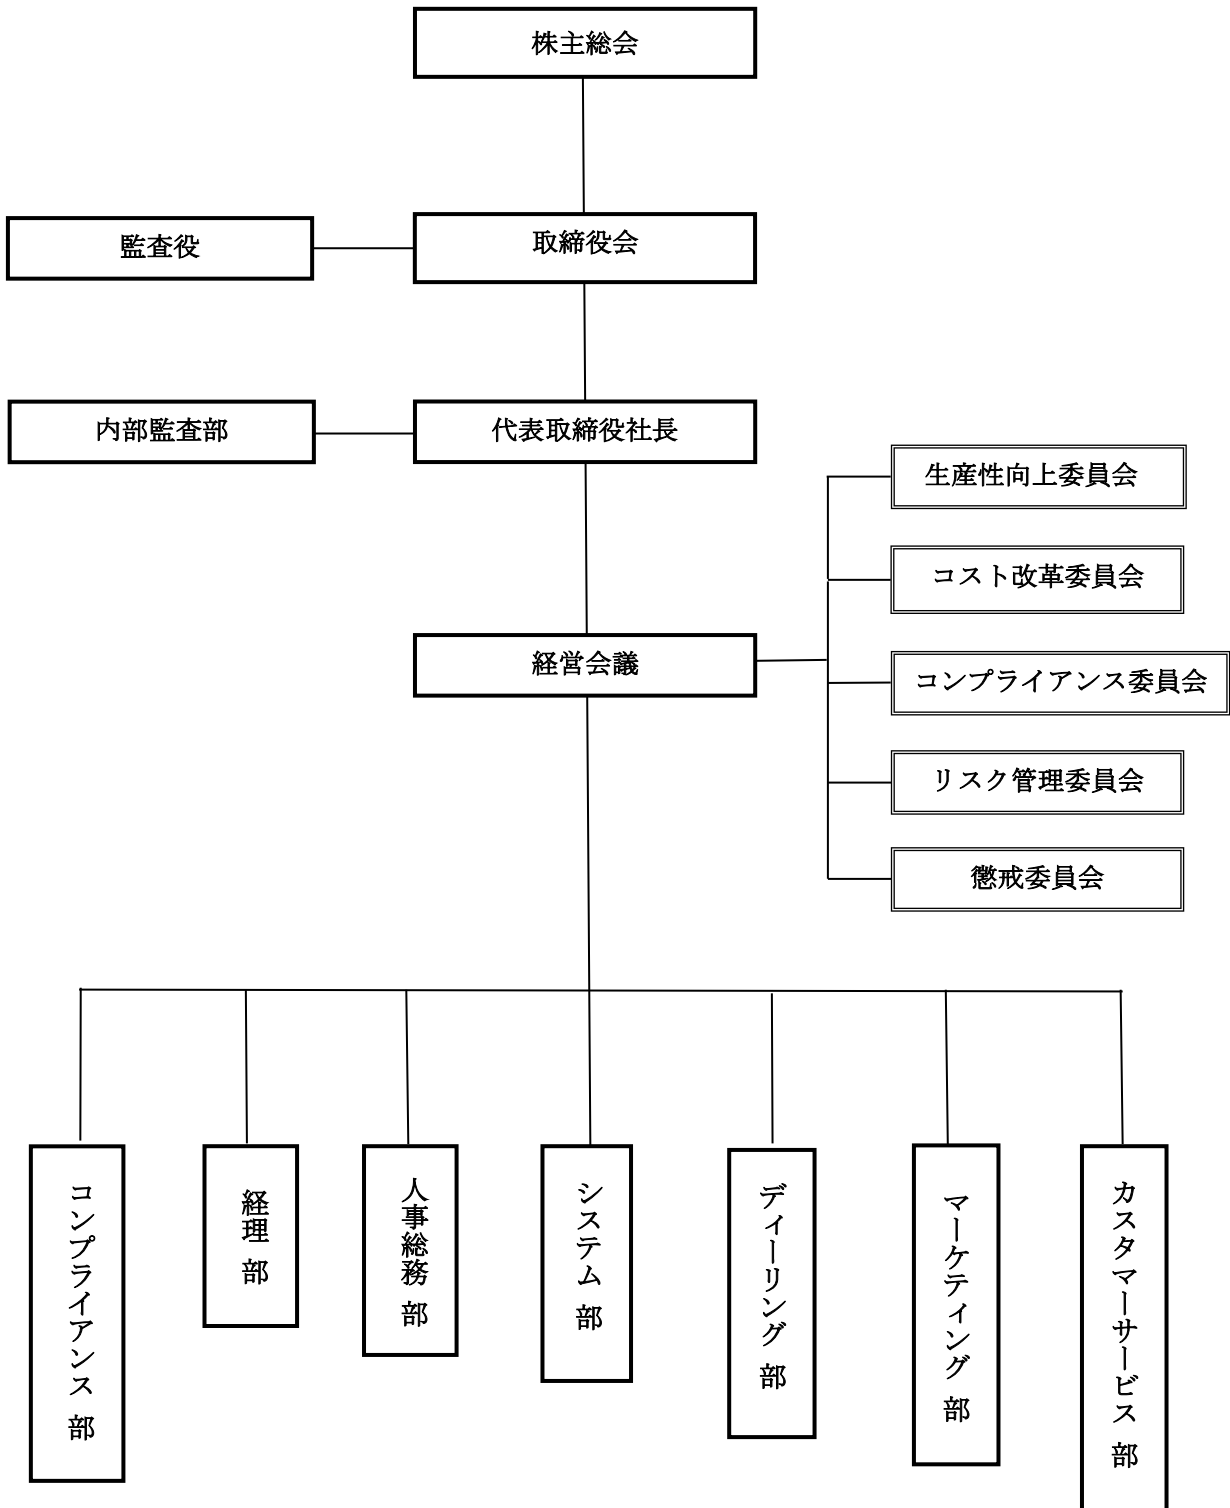 株主総会
監査役
取締役会
内部監査部
代表取締役社長
生産性向上委員会
コスト改革委員会
経営会議
コンプライアンス委員会
リスク管理委員会
懲戒委員会
コンプライアンス部
経理部
人事総務部
システム部
ディーリング部
マーケティング部
カスタマーサービス部